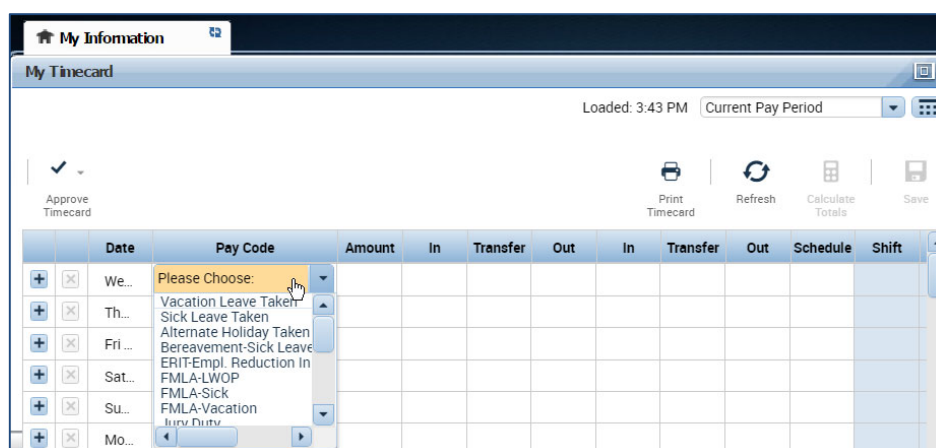 My Information
My Timecard
Loaded: 3:43 PM Current Pay Period
Approve Timecard
Print Timecard
Refresh
Calculate Totals
Save
Date Pay Code Amount In Transfer Out In Transfer Out Schedule Shift
We... Please Choose:
Vacation Leave Taken
Th... Sick Leave Taken
Alternate Holiday Taken
Fri ... Bereavement-Sick Leave
ERIT-Empl. Reduction In
Sat... FMLA-LWOP
FMLA-Sick
Su... FMLA-Vacation
Jury Duty
Mo...